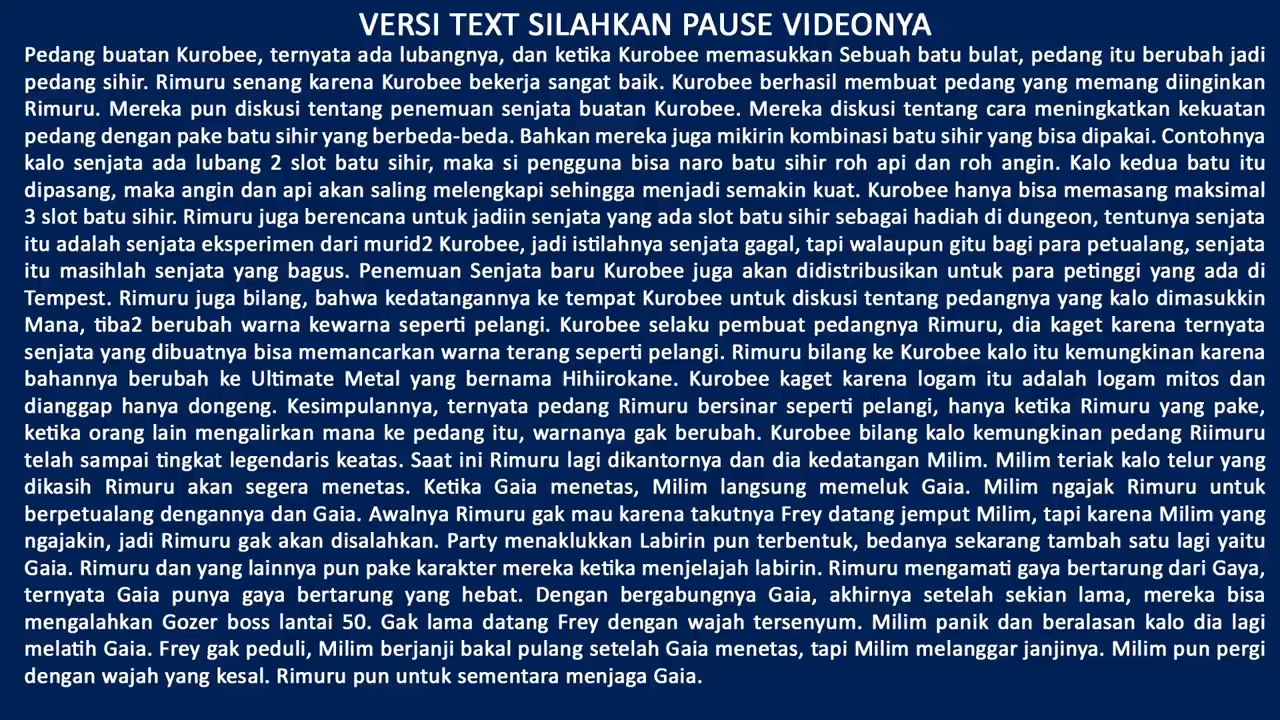 VERSI TEXT SILAHKAN PAUSE VIDEONYA
Pedang buatan Kurobee, ternyata ada lubangnya, dan ketika Kurobee memasukkan Sebuah batu bulat, pedang itu berubah jadi
pedang sihir. Rimuru senang karena Kurobee bekerja sangat baik. Kurobee berhasil membuat pedang yang memang diinginkan
Rimuru. Mereka pun diskusi tentang penemuan senjata buatan Kurobee. Mereka diskusi tentang cara meningkatkan kekuatan
pedang dengan pake batu sihir yang berbeda-beda. Bahkan mereka juga mikirin kombinasi batu sihir yang bisa dipakai. Contohnya
kalo senjata ada lubang 2 slot batu sihir, maka si pengguna bisa naro batu sihir roh api dan roh angin. Kalo kedua batu itu
dipasang, maka angin dan api akan saling melengkapi sehingga menjadi semakin kuat. Kurobee hanya bisa memasang maksimal
3 slot batu sihir. Rimuru juga berencana untuk jadiin senjata yang ada slot batu sihir sebagai hadiah di dungeon, tentunya senjata
itu adalah senjata eksperimen dari murid2 Kurobee, jadi istilahnya senjata gagal, tapi walaupun gitu bagi para petualang, senjata
itu masihlah senjata yang bagus. Penemuan Senjata baru Kurobee juga akan didistribusikan untuk para petinggi yang ada di
Tempest. Rimuru juga bilang, bahwa kedatangannya ke tempat Kurobee untuk diskusi tentang pedangnya yang kalo dimasukkin
Mana, tiba2 berubah warna kewarna seperti pelangi. Kurobee selaku pembuat pedangnya Rimuru, dia kaget karena ternyata
senjata yang dibuatnya bisa memancarkan warna terang seperti pelangi. Rimuru bilang ke Kurobee kalo itu kemungkinan karena
bahannya berubah ke Ultimate Metal yang bernama Hihiirokane. Kurobee kaget karena logam itu adalah logam mitos dan
dianggap hanya dongeng. Kesimpulannya, ternyata pedang Rimuru bersinar seperti pelangi, hanya ketika Rimuru yang pake,
ketika orang lain mengalirkan mana ke pedang itu, warnanya gak berubah. Kurobee bilang kalo kemungkinan pedang Riimuru
telah sampai tingkat legendaris keatas. Saat ini Rimuru lagi dikantornya dan dia kedatangan Milim. Milim teriak kalo telur yang
dikasih Rimuru akan segera menetas. Ketika Gaia menetas, Milim langsung memeluk Gaia. Milim ngajak Rimuru untuk
berpetualang dengannya dan Gaia. Awalnya Rimuru gak mau karena takutnya Frey datang jemput Milim, tapi karena Milim yang
ngajakin, jadi Rimuru gak akan disalahkan. Party menaklukkan Labirin pun terbentuk, bedanya sekarang tambah satu lagi yaitu
Gaia. Rimuru dan yang lainnya pun pake karakter mereka ketika menjelajah labirin. Rimuru mengamati gaya bertarung dari Gaya,
ternyata Gaia punya gaya bertarung yang hebat. Dengan bergabungnya Gaia, akhirnya setelah sekian lama, mereka bisa
mengalahkan Gozer boss lantai 50. Gak lama datang Frey dengan wajah tersenyum. Milim panik dan beralasan kalo dia lagi
melatih Gaia. Frey gak peduli, Milim berjanji bakal pulang setelah Gaia menetas, tapi Milim melanggar janjinya. Milim pun pergi
dengan wajah yang kesal. Rimuru pun untuk sementara menjaga Gaia.